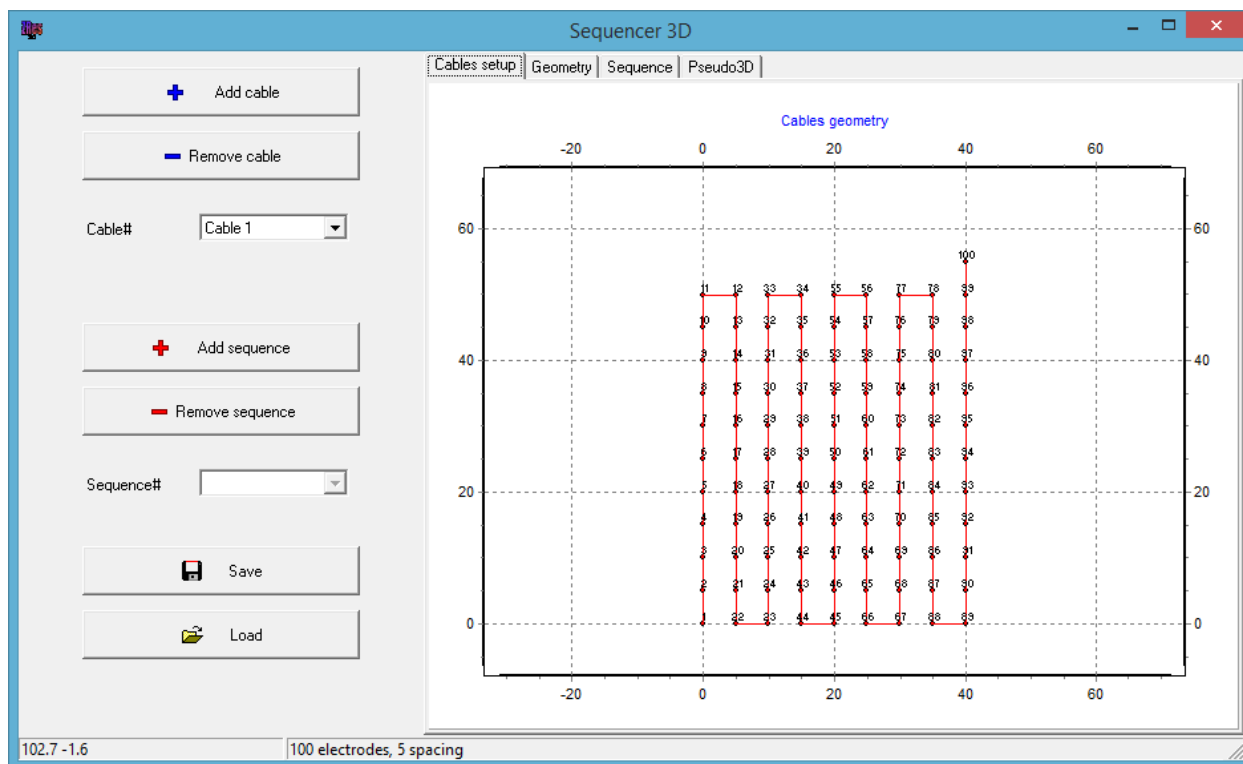 Sequencer 3D
Add cable
Remove cable
Cable# Cable 1
Add sequence
Remove sequence
Sequence#
Save
Load
Cables setup Geometry Sequence Pseudo3D
Cables geometry
-20 0 20 40 60
60 60
100
11 12 33 34 55 56 77 78 99
10 13 32 35 54 57 76 79 98
40 9 14 31 36 53 58 75 80 97 40
8 15 30 37 52 59 74 81 96
7 16 29 38 51 60 73 82 95
6 17 28 39 50 61 72 83 94
20 5 18 27 40 49 62 71 84 93 20
4 19 26 41 48 63 70 85 92
3 20 25 42 47 64 69 86 91
2 21 24 43 46 65 68 87 90
0 1 22 23 44 45 66 67 88 89 0
-20 0 20 40 60
102.7 -1.6 100 electrodes, 5 spacing